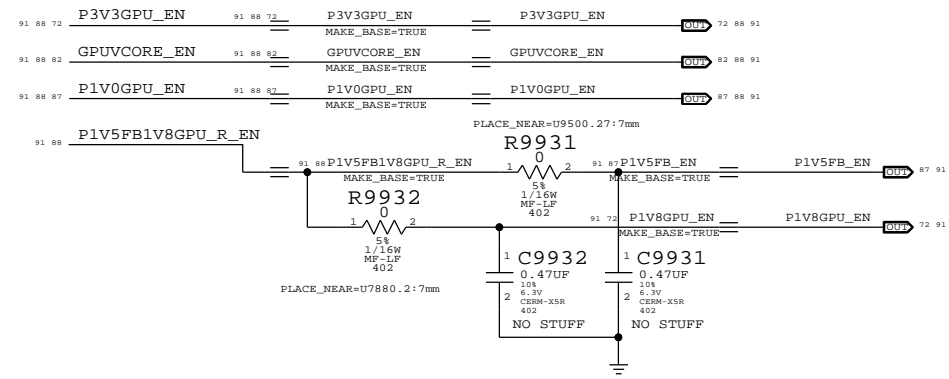 P3V3GPU_EN
91 88 72
91 88 72
P3V3GPU_EN
MAKE_BASE=TRUE
P3V3GPU_EN
OUT
72 88 91
GPUVCORE_EN
91 88 82
91 88 82
GPUVCORE_EN
MAKE_BASE=TRUE
GPUVCORE_EN
OUT
82 88 91
P1V0GPU_EN
91 88 87
91 88 87
P1V0GPU_EN
MAKE_BASE=TRUE
P1V0GPU_EN
OUT
87 88 91
P1V5FB1V8GPU_R_EN
91 88
91 88
P1V5FB1V8GPU_R_EN
MAKE_BASE=TRUE
PLACE_NEAR=U9500.27:7mm
R9931
0
1
2
5%
1/16W
MF-LF
402
91 87
P1V5FB_EN
MAKE_BASE=TRUE
P1V5FB_EN
OUT
87 91
R9932
0
1
2
5%
1/16W
MF-LF
402
PLACE_NEAR=U7880.2:7mm
91 72
P1V8GPU_EN
MAKE_BASE=TRUE
P1V8GPU_EN
OUT
72 91
1
C9932
0.47UF
10%
6.3V
2
CERM-X5R
402
NO STUFF
1
C9931
0.47UF
10%
6.3V
2
CERM-X5R
402
NO STUFF